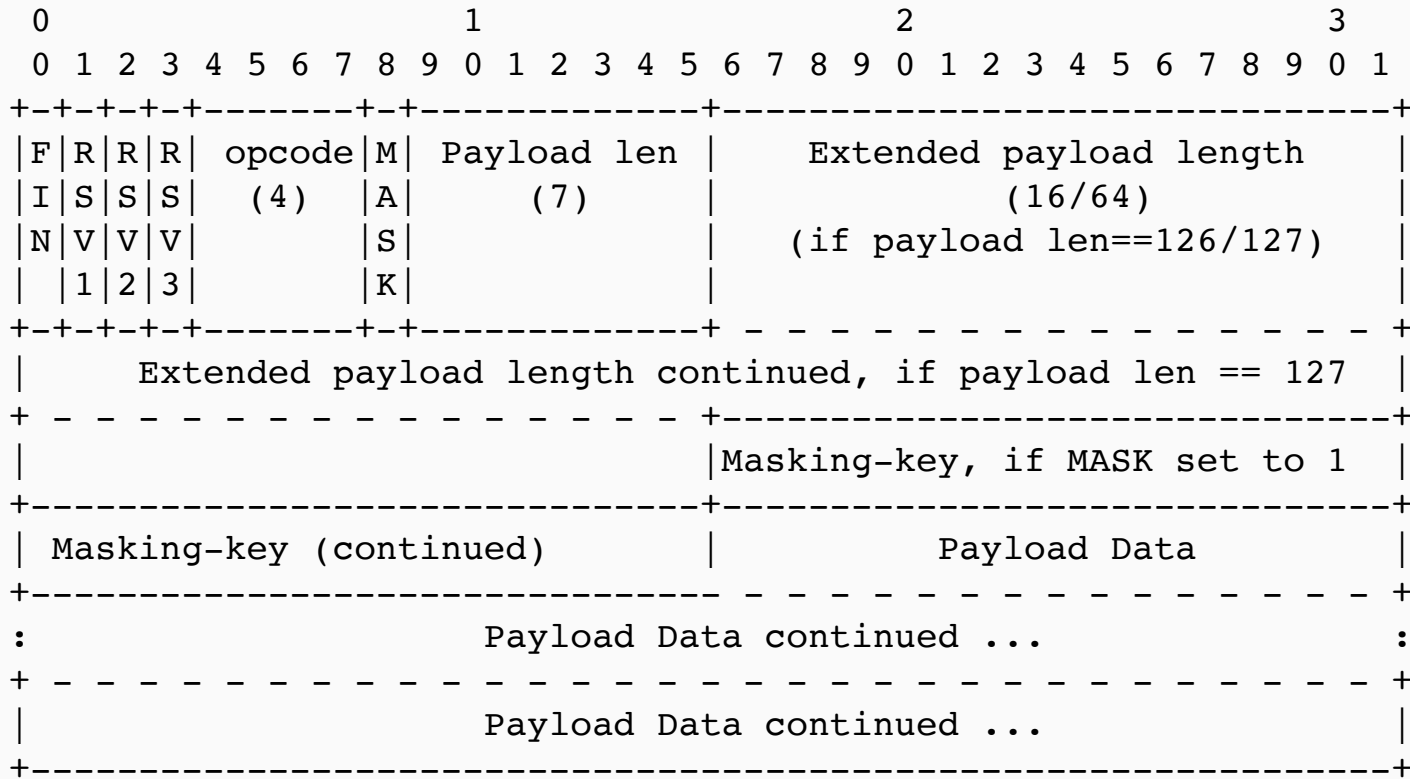 0                   1                   2                   3
0 1 2 3 4 5 6 7 8 9 0 1 2 3 4 5 6 7 8 9 0 1 2 3 4 5 6 7 8 9 0 1
+-+-+-+-+-------+-+-------------+-------------------------------+
|F|R|R|R| opcode|M| Payload len |    Extended payload length    |
|I|S|S|S|  (4)  |A|     (7)     |             (16/64)           |
|N|V|V|V|       |S|             |   (if payload len==126/127)   |
| |1|2|3|       |K|             |                               |
+-+-+-+-+-------+-+-------------+ - - - - - - - - - - - - - - - +
|     Extended payload length continued, if payload len == 127  |
+ - - - - - - - - - - - - - - - +-------------------------------+
|                               |Masking-key, if MASK set to 1  |
+-------------------------------+-------------------------------+
| Masking-key (continued)       |          Payload Data         |
+-------------------------------- - - - - - - - - - - - - - - - +
:                     Payload Data continued ...                :
+ - - - - - - - - - - - - - - - - - - - - - - - - - - - - - - - +
|                     Payload Data continued ...                |
+---------------------------------------------------------------+